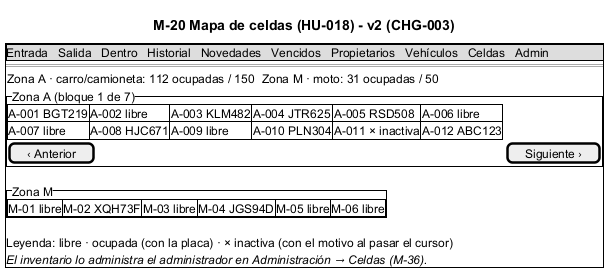 M-20 Mapa de celdas (HU-018) - v2 (CHG-003)
Entrada Salida Dentro Historial Novedades Vencidos Propietarios Vehículos Celdas Admin
Zona A · carro/camioneta: 112 ocupadas / 150 Zona M · moto: 31 ocupadas / 50
Zona A (bloque 1 de 7)
A-001 BGT219 A-002 libre A-003 KLM482 A-004 JTR625 A-005 RSD508 A-006 libre
A-007 libre A-008 HJC671 A-009 libre A-010 PLN304 A-011 × inactiva A-012 ABC123
‹ Anterior Siguiente ›
Zona M
M-01 libre M-02 XQH73F M-03 libre M-04 JGS94D M-05 libre M-06 libre
Leyenda: libre · ocupada (con la placa) · × inactiva (con el motivo al pasar el cursor)
El inventario lo administra el administrador en Administración → Celdas (M-36).